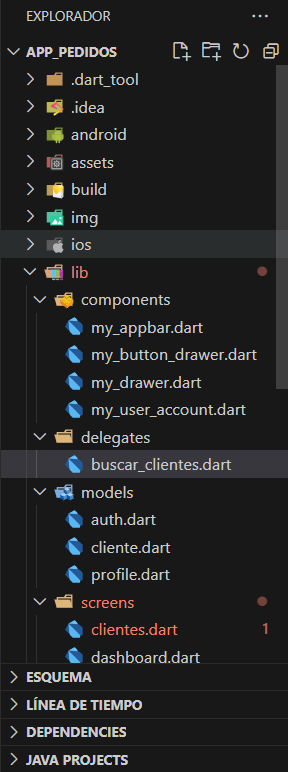 EXPLORADOR
APP_PEDIDOS
.dart_tool
.idea
android
assets
build
img
ios
lib
components
my_appbar.dart
my_button_drawer.dart
my_drawer.dart
my_user_account.dart
delegates
buscar_clientes.dart
models
auth.dart
cliente.dart
profile.dart
screens
clientes.dart 1
dashboard.dart
ESQUEMA
LÍNEA DE TIEMPO
DEPENDENCIES
JAVA PROJECTS